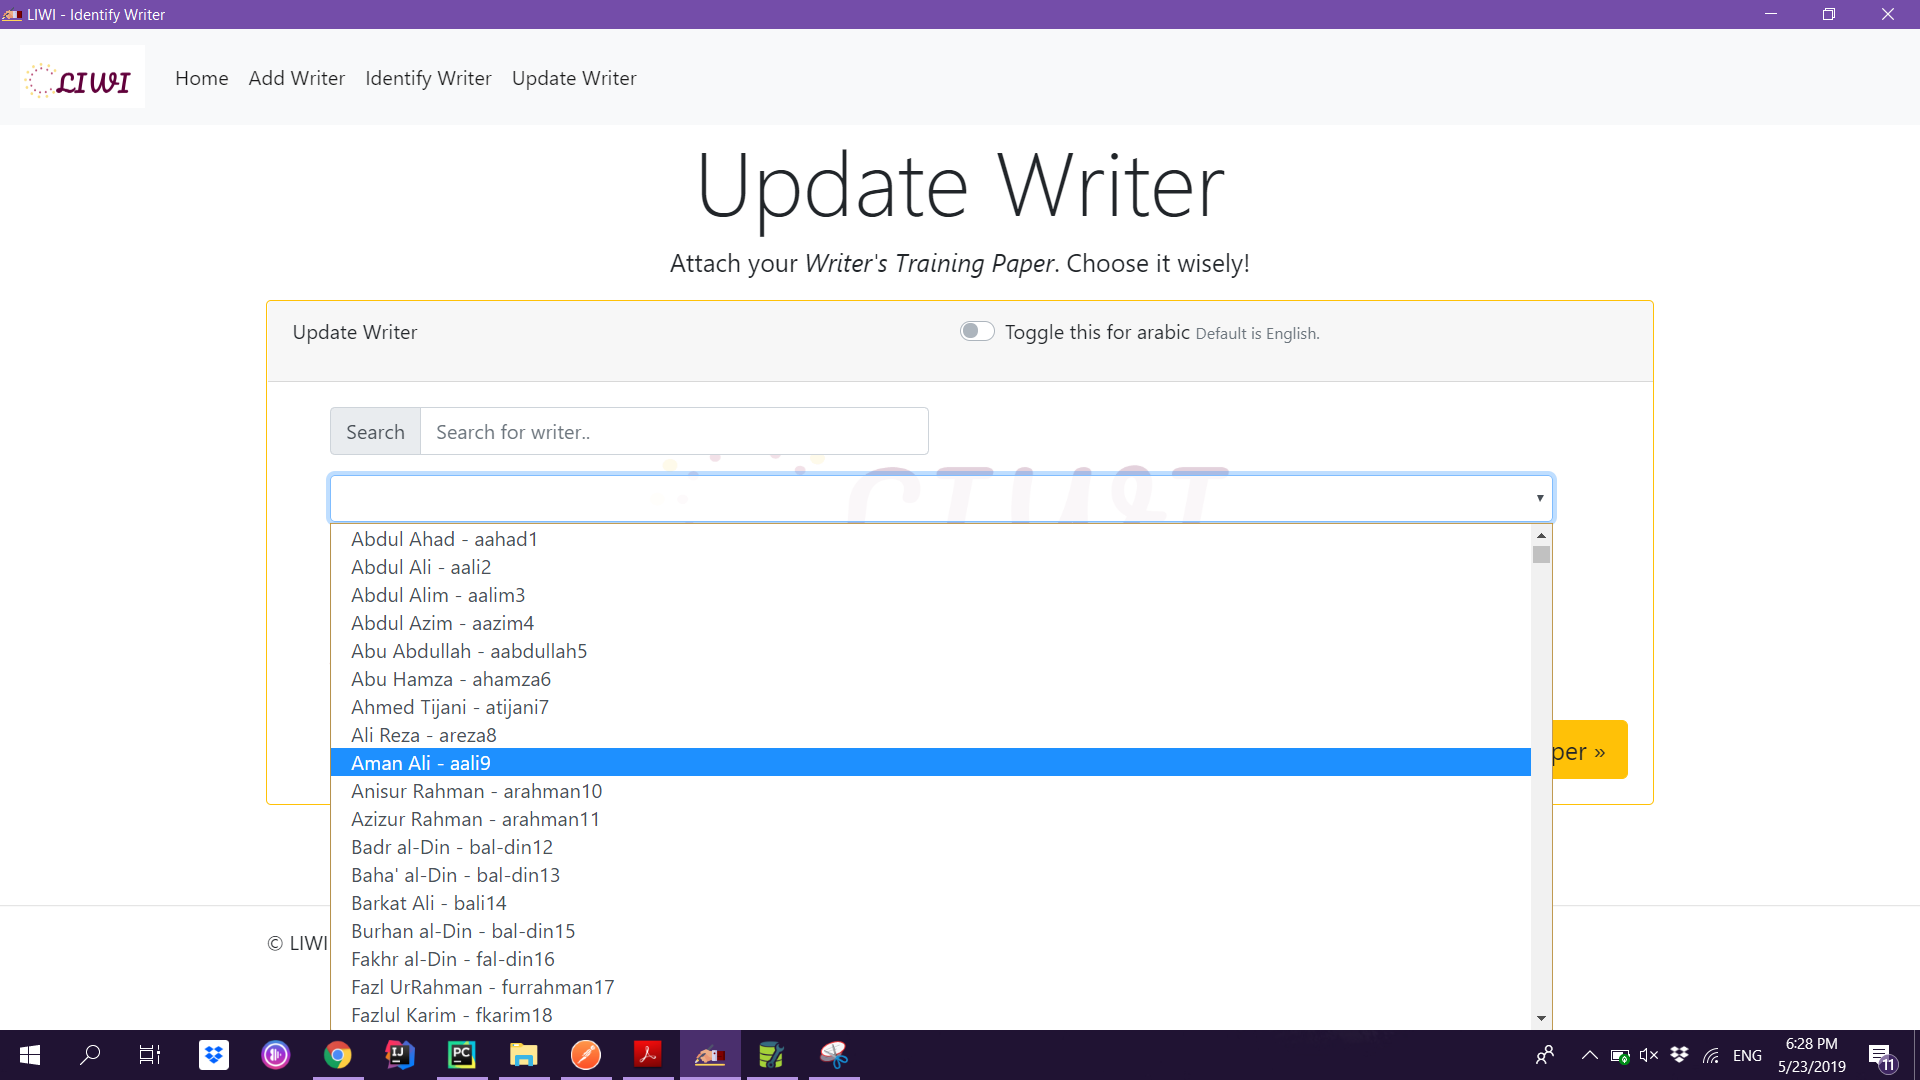 LIWI - Identify Writer
LIWI
Home Add Writer Identify Writer Update Writer
Update Writer
Attach your Writer's Training Paper. Choose it wisely!
Update Writer
Toggle this for arabic Default is English.
Search Search for writer..
LIWI
Abdul Ahad - aahad1
Abdul Ali - aali2
Abdul Alim - aalim3
Abdul Azim - aazim4
Abu Abdullah - aabdullah5
Abu Hamza - ahamza6
Ahmed Tijani - atijani7
Ali Reza - areza8
Aman Ali - aali9
per »
Anisur Rahman - arahman10
Azizur Rahman - arahman11
Badr al-Din - bal-din12
Baha' al-Din - bal-din13
Barkat Ali - bali14
Burhan al-Din - bal-din15
© LIWI
Fakhr al-Din - fal-din16
Fazl UrRahman - furrahman17
Fazlul Karim - fkarim18
IJ
PC
ENG
6:28 PM
5/23/2019
11